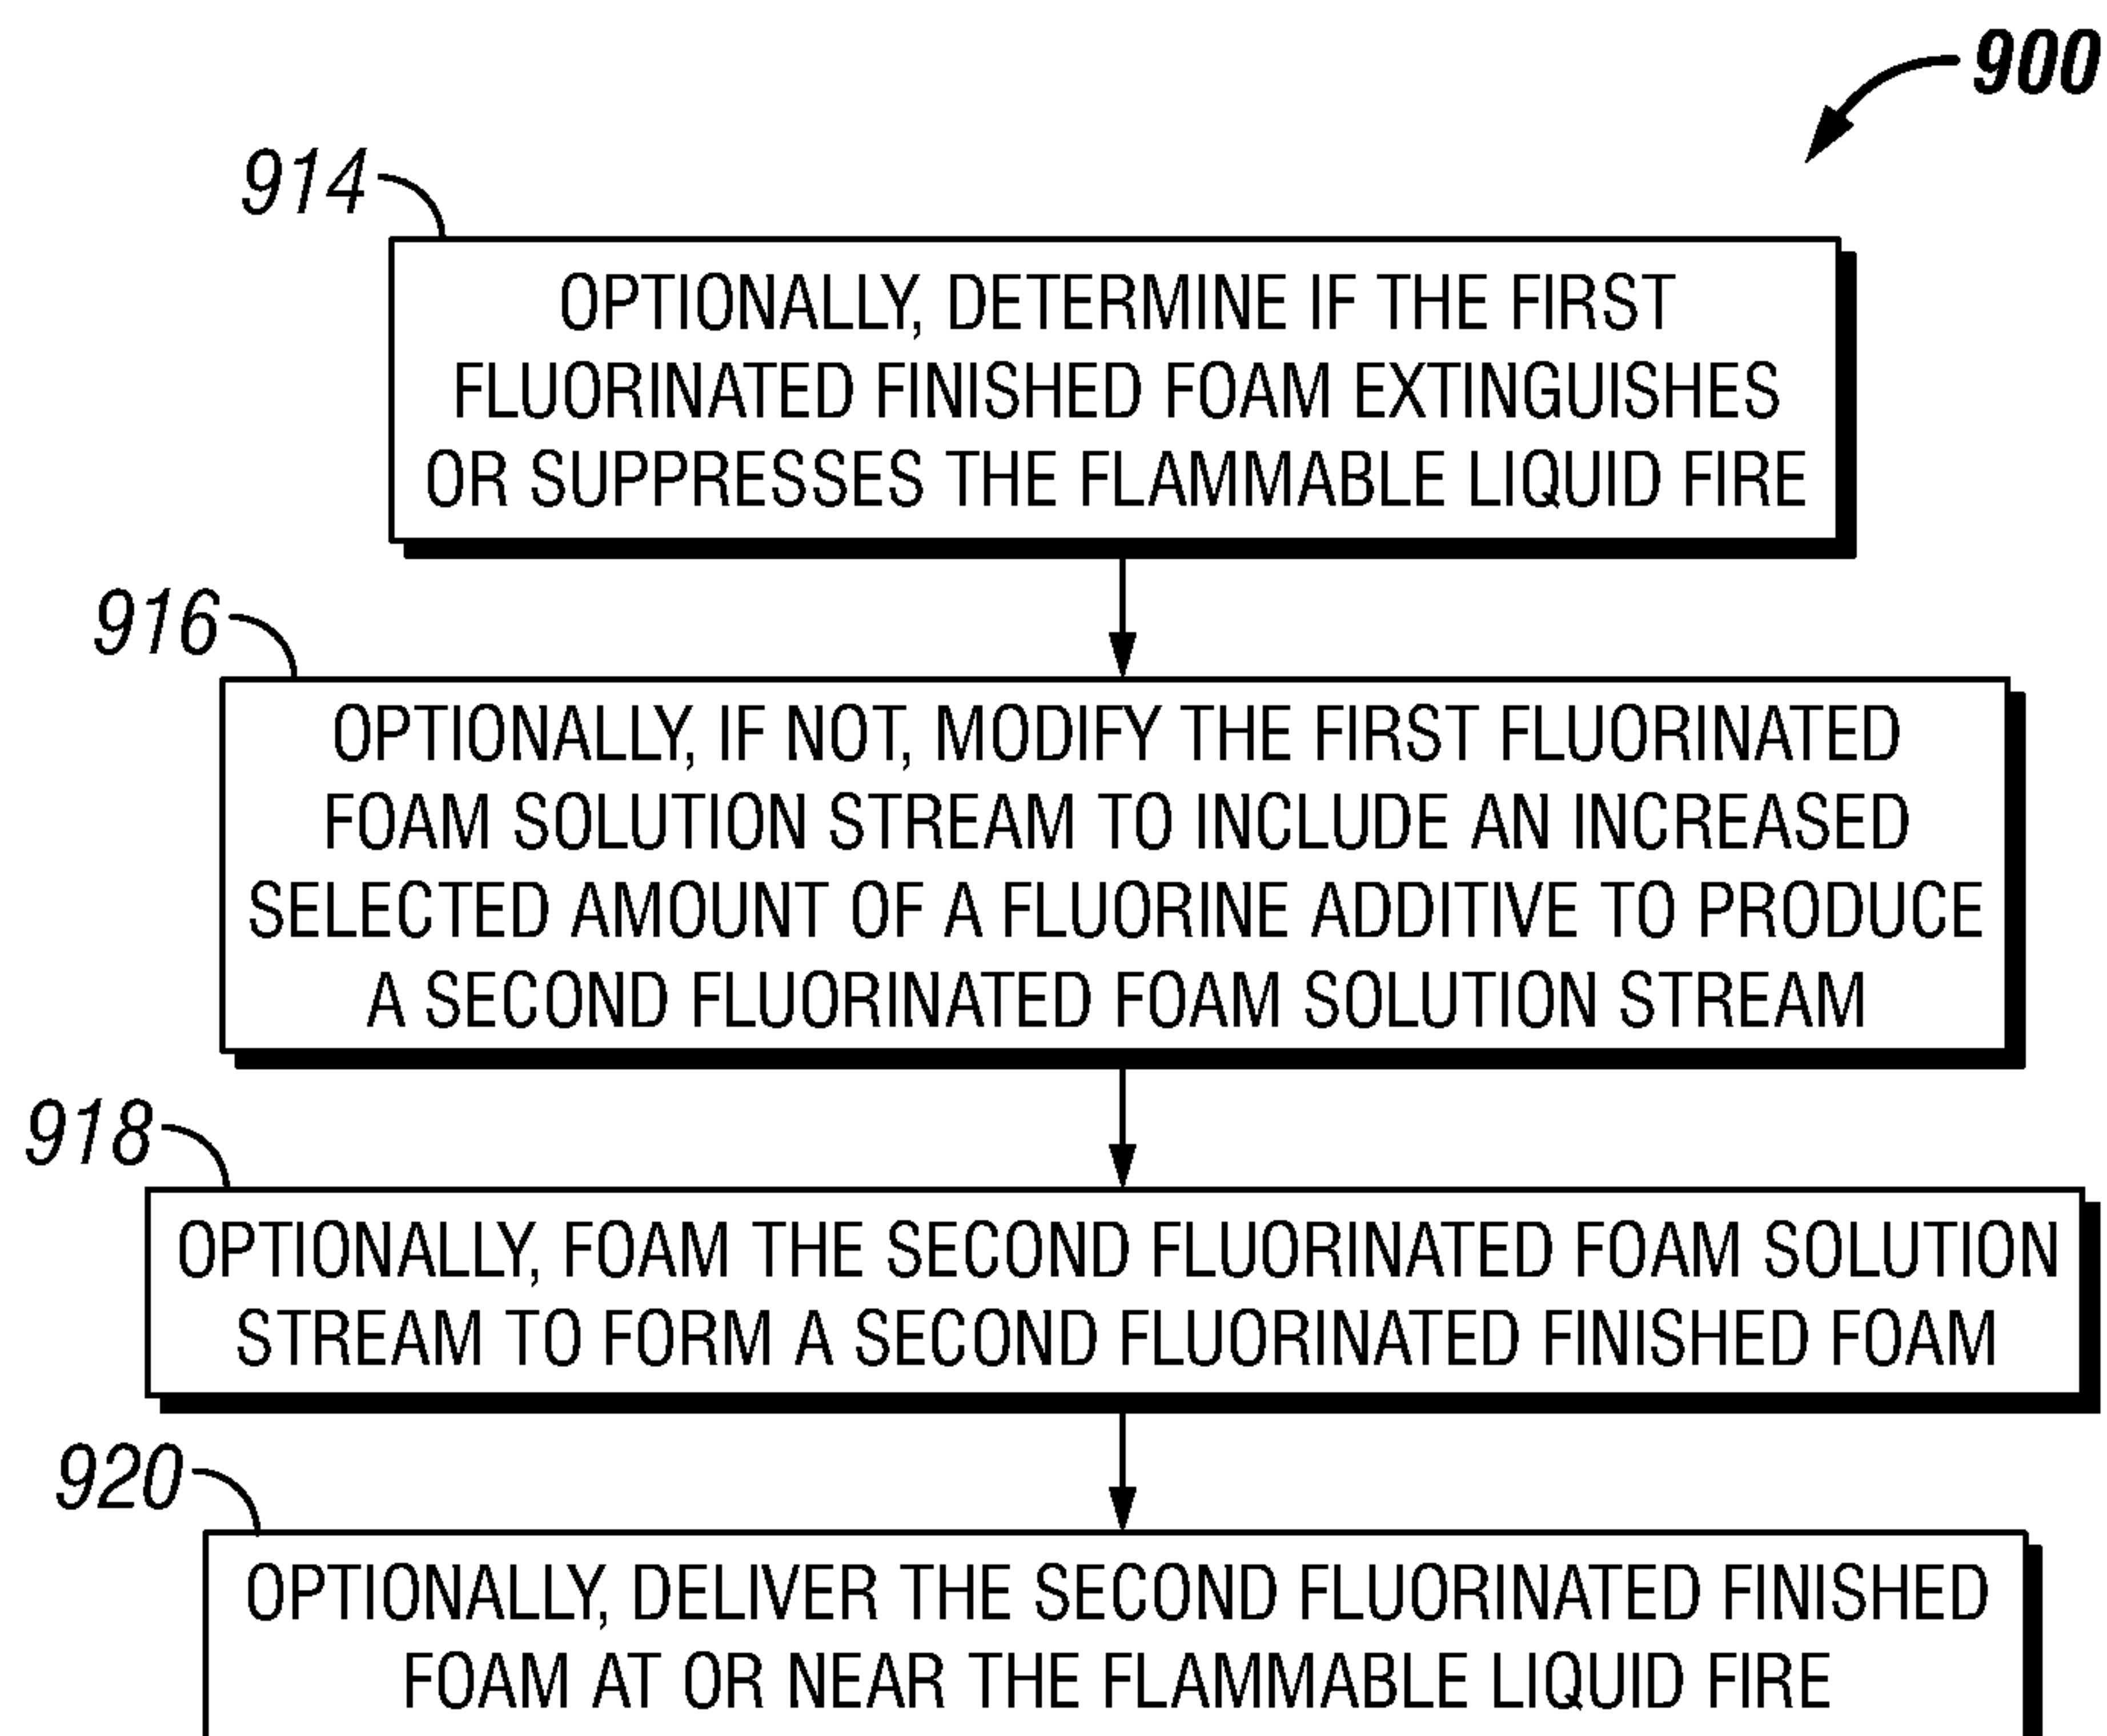 900
914
OPTIONALLY, DETERMINE IF THE FIRST
FLUORINATED FINISHED FOAM EXTINGUISHES
OR SUPPRESSES THE FLAMMABLE LIQUID FIRE
916
OPTIONALLY, IF NOT, MODIFY THE FIRST FLUORINATED
FOAM SOLUTION STREAM TO INCLUDE AN INCREASED
SELECTED AMOUNT OF A FLUORINE ADDITIVE TO PRODUCE
A SECOND FLUORINATED FOAM SOLUTION STREAM
918
OPTIONALLY, FOAM THE SECOND FLUORINATED FOAM SOLUTION
STREAM TO FORM A SECOND FLUORINATED FINISHED FOAM
920
OPTIONALLY, DELIVER THE SECOND FLUORINATED FINISHED
FOAM AT OR NEAR THE FLAMMABLE LIQUID FIRE